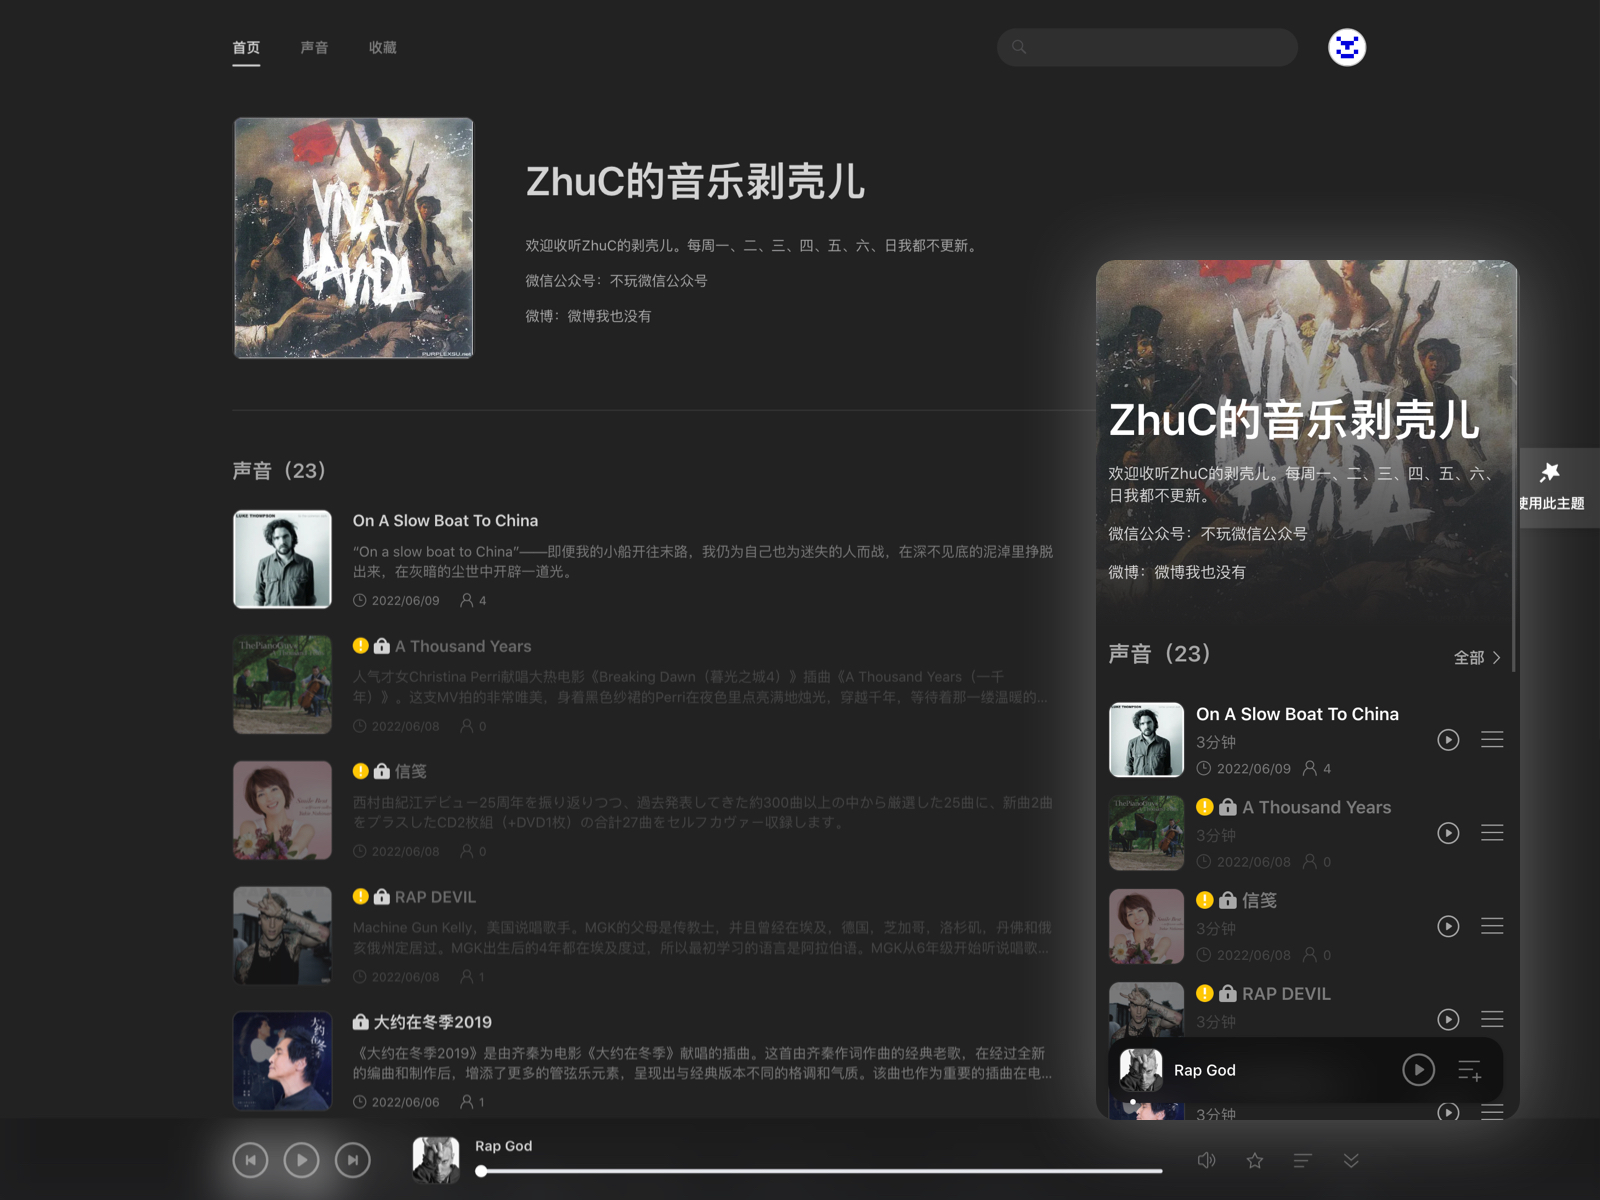 首页 声音 收藏
VIVA
LA VIDA
PURPLEXSU.net
ZhuC的音乐剥壳儿
欢迎收听ZhuC的剥壳儿。每周一、二、三、四、五、六、日我都不更新。
微信公众号：不玩微信公众号
微博：微博我也没有
声音（23）
LUKE THOMPSON
On A Slow Boat To China
“On a slow boat to China”——即便我的小船开往末路，我仍为自己也为迷失的人而战，在深不见底的泥淖里挣脱
出来，在灰暗的尘世中开辟一道光。
2022/06/09 4
ThePianoGuys
A Thousand Years
人气才女Christina Perri献唱大热电影《Breaking Dawn（暮光之城4）》插曲《A Thousand Years（一千
年）》。这支MV拍的非常唯美，身着黑色纱裙的Perri在夜色里点亮满地烛光，穿越千年，等待着那一缕温暖的...
2022/06/08 0
Smile Best
信笺
西村由紀江デビュー25周年を振り返りつつ、過去発表してきた約300曲以上の中から厳選した25曲に、新曲2曲
をプラスしたCD2枚組（+DVD1枚）の合計27曲をセルフカヴァー収録します。
2022/06/08 0
RAP DEVIL
Machine Gun Kelly，美国说唱歌手。MGK的父母是传教士，并且曾经在埃及，德国，芝加哥，洛杉矶，丹佛和俄
亥俄州定居过。MGK出生后的4年都在埃及度过，所以最初学习的语言是阿拉伯语。MGK从6年级开始听说唱歌...
2022/06/08 1
大约在冬
大约在冬季2019
《大约在冬季2019》是由齐秦为电影《大约在冬季》献唱的插曲。这首由齐秦作词作曲的经典老歌，在经过全新
的编曲和制作后，增添了更多的管弦乐元素，呈现出与经典版本不同的格调和气质。该曲也作为重要的插曲在电...
2022/06/06 1
Rap God
VIVA
LA VIDA
ZhuC的音乐剥壳儿
欢迎收听ZhuC的剥壳儿。每周一、二、三、四、五、六、
日我都不更新。
微信公众号：不玩微信公众号
微博：微博我也没有
声音（23） 全部
LUKE THOMPSON
On A Slow Boat To China
3分钟
2022/06/09 4
ThePianoGuys
A Thousand Years
3分钟
2022/06/08 0
Smile Best
信笺
3分钟
2022/06/08 0
RAP DEVIL
3分钟
Rap God
3分钟
使用此主题